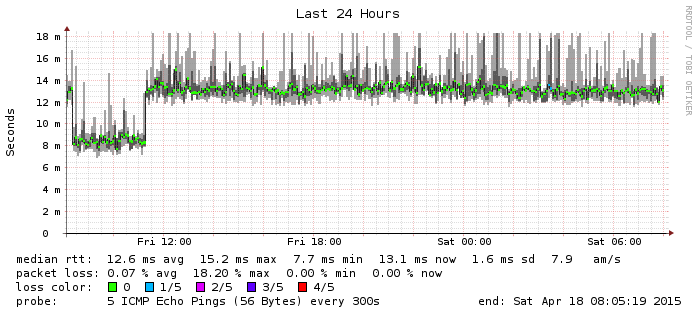 Last 24 Hours
RRDTOOL / TOBI OETIKER
Seconds
18 m
16 m
14 m
12 m
10 m
8 m
6 m
4 m
2 m
0
Fri 12:00 Fri 18:00 Sat 00:00 Sat 06:00
median rtt: 12.6 ms avg 15.2 ms max 7.7 ms min 13.1 ms now 1.6 ms sd 7.9 am/s
packet loss: 0.07 % avg 18.20 % max 0.00 % min 0.00 % now
loss color: 0 1/5 2/5 3/5 4/5
probe: 5 ICMP Echo Pings (56 Bytes) every 300s end: Sat Apr 18 08:05:19 2015